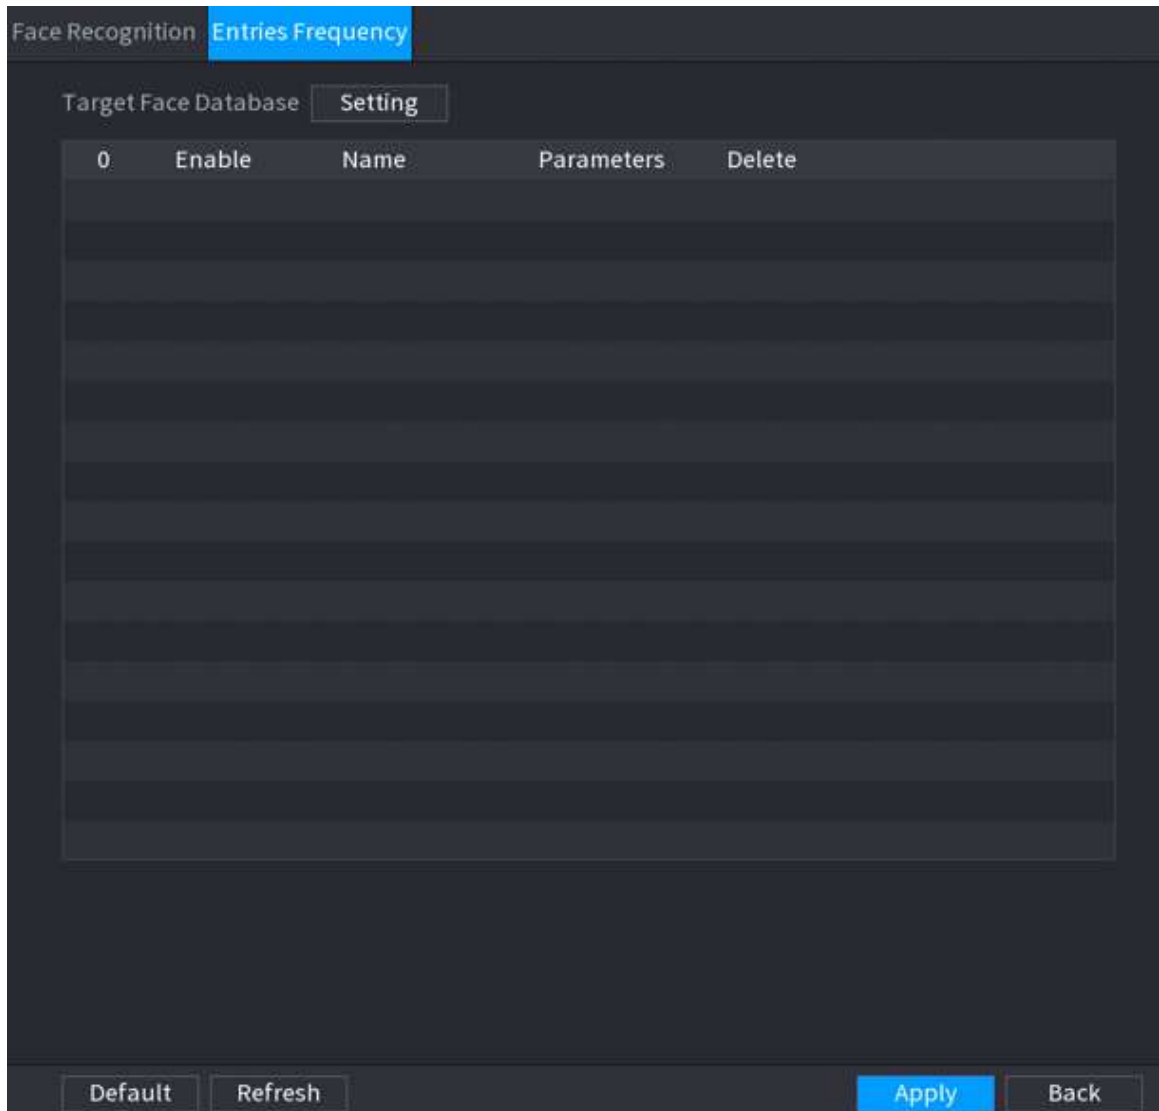 Face Recognition Entries Frequency
Target Face Database Setting
0 Enable Name Parameters Delete
Default Refresh Apply Back